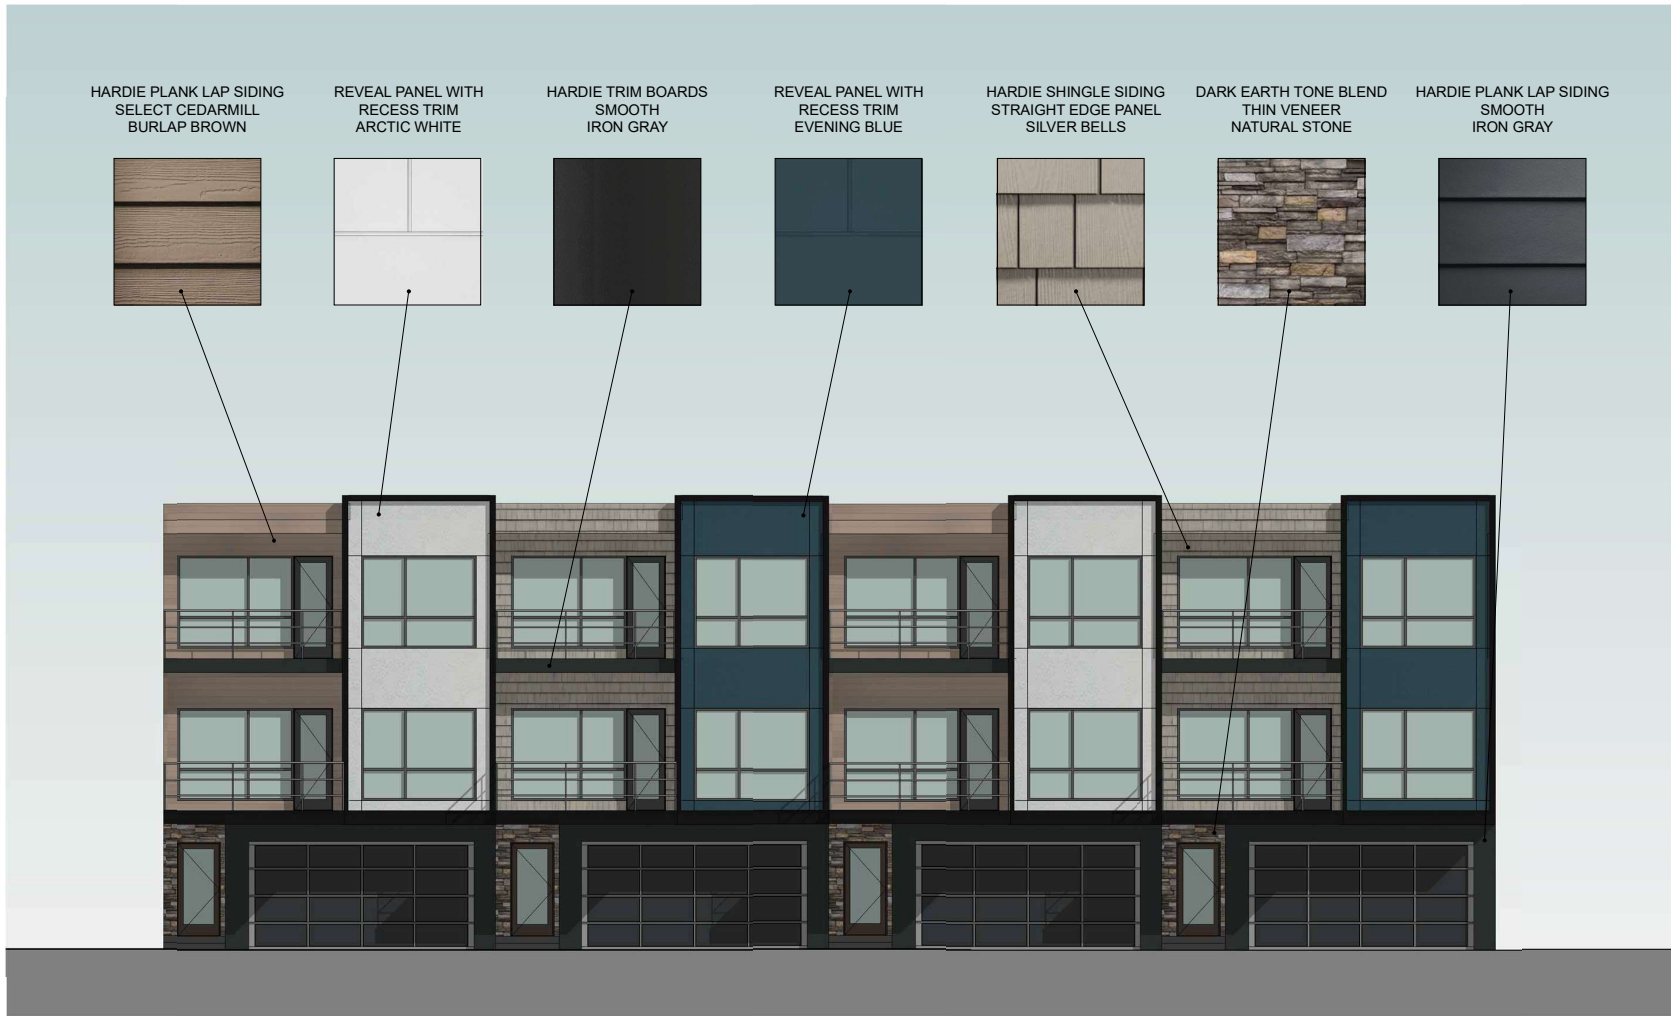 HARDIE PLANK LAP SIDING
SELECT CEDARMILL
BURLAP BROWN
REVEAL PANEL WITH
RECESS TRIM
ARCTIC WHITE
HARDIE TRIM BOARDS
SMOOTH
IRON GRAY
REVEAL PANEL WITH
RECESS TRIM
EVENING BLUE
HARDIE SHINGLE SIDING
STRAIGHT EDGE PANEL
SILVER BELLS
DARK EARTH TONE BLEND
THIN VENEER
NATURAL STONE
HARDIE PLANK LAP SIDING
SMOOTH
IRON GRAY